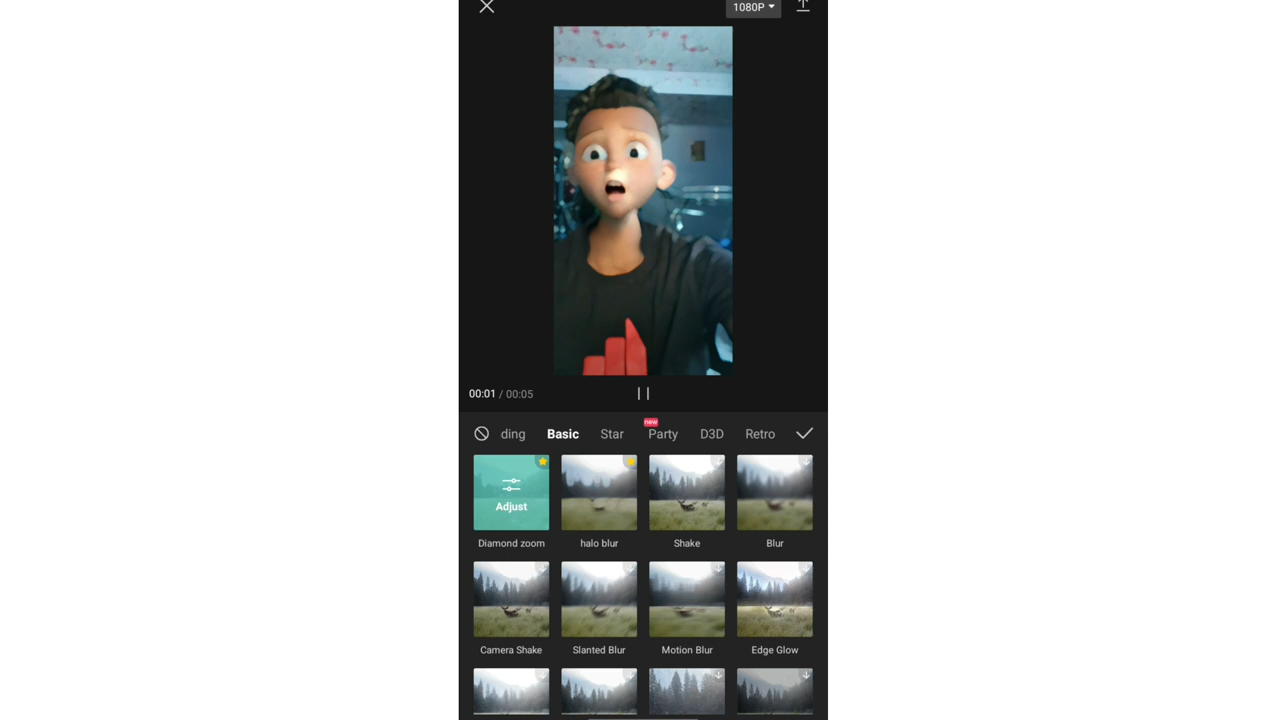 1080P
00:01 / 00:05
new
ding Basic Star Party D3D Retro
Adjust
Diamond zoom halo blur Shake Blur
Camera Shake Slanted Blur Motion Blur Edge Glow